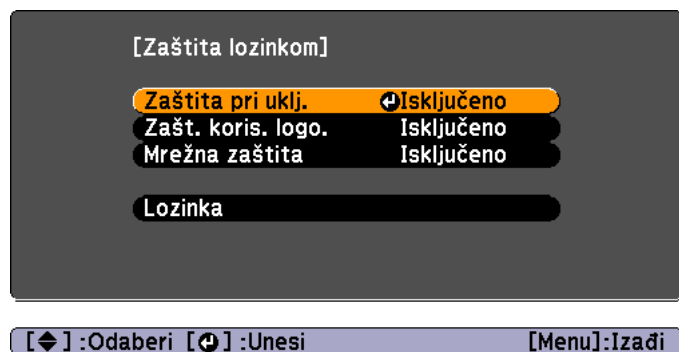 [Zaštita lozinkom]
Zaštita pri uklj. Isključeno
Zašt. koris. logo. Isključeno
Mrežna zaštita Isključeno
Lozinka
[ ] :Odaberi [ ] :Unesi [Menu]:Izađi